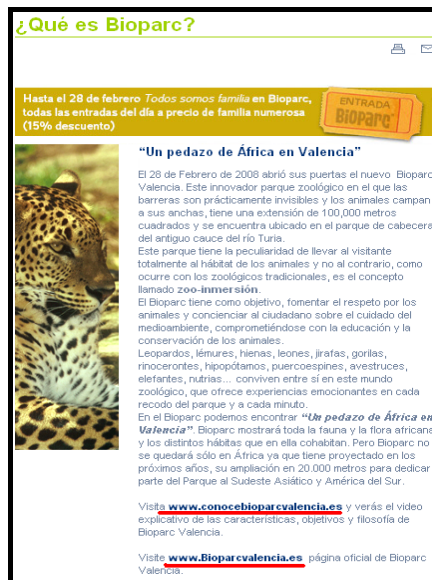 ¿Qué es Bioparc?
Hasta el 28 de febrero Todos somos familia en Bioparc,
todas las entradas del día a precio de familia numerosa
(15% descuento)
ENTRADA
BIOPARC
“Un pedazo de África en Valencia”
El 28 de Febrero de 2008 abrió sus puertas el nuevo Bioparc
Valencia. Este innovador parque zoológico en el que las
barreras son prácticamente invisibles y los animales campan
a sus anchas, tiene una extensión de 100,000 metros
cuadrados y se encuentra ubicado en el parque de cabecera
del antiguo cauce del río Turia.
Este parque tiene la peculiaridad de llevar al visitante
totalmente al hábitat de los animales y no al contrario, como
ocurre con los zoológicos tradicionales, es el concepto
llamado zoo-inmersión.
El Bioparc tiene como objetivo, fomentar el respeto por los
animales y concienciar al ciudadano sobre el cuidado del
medioambiente, comprometiéndose con la educación y la
conservación de los animales.
Leopardos, lémures, hienas, leones, jirafas, gorilas,
rinocerontes, hipopótamos, puercoespines, avestruces,
elefantes, nutrias... conviven entre sí en este mundo
zoológico, que ofrece experiencias emocionantes en cada
recodo del parque y a cada minuto.
En el Bioparc podemos encontrar “Un pedazo de África en
Valencia”. Bioparc mostrará toda la fauna y la flora africana
y los distintos hábitas que en ella cohabitan. Pero Bioparc no
se quedará sólo en África ya que tiene proyectado en los
próximos años, su ampliación en 20.000 metros para dedicar
parte del Parque al Sudeste Asiático y América del Sur.
Visita www.conocebioparcvalencia.es y verás el video
explicativo de las características, objetivos y filosofía de
Bioparc Valencia.
Visite www.Bioparcvalencia.es página oficial de Bioparc
Valencia.